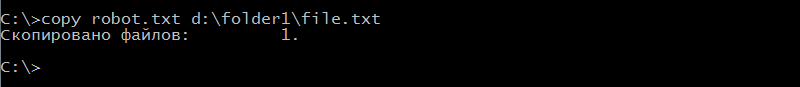 C:\>copy robot.txt d:\folder1\file.txt
Скопировано файлов:         1.
C:\>